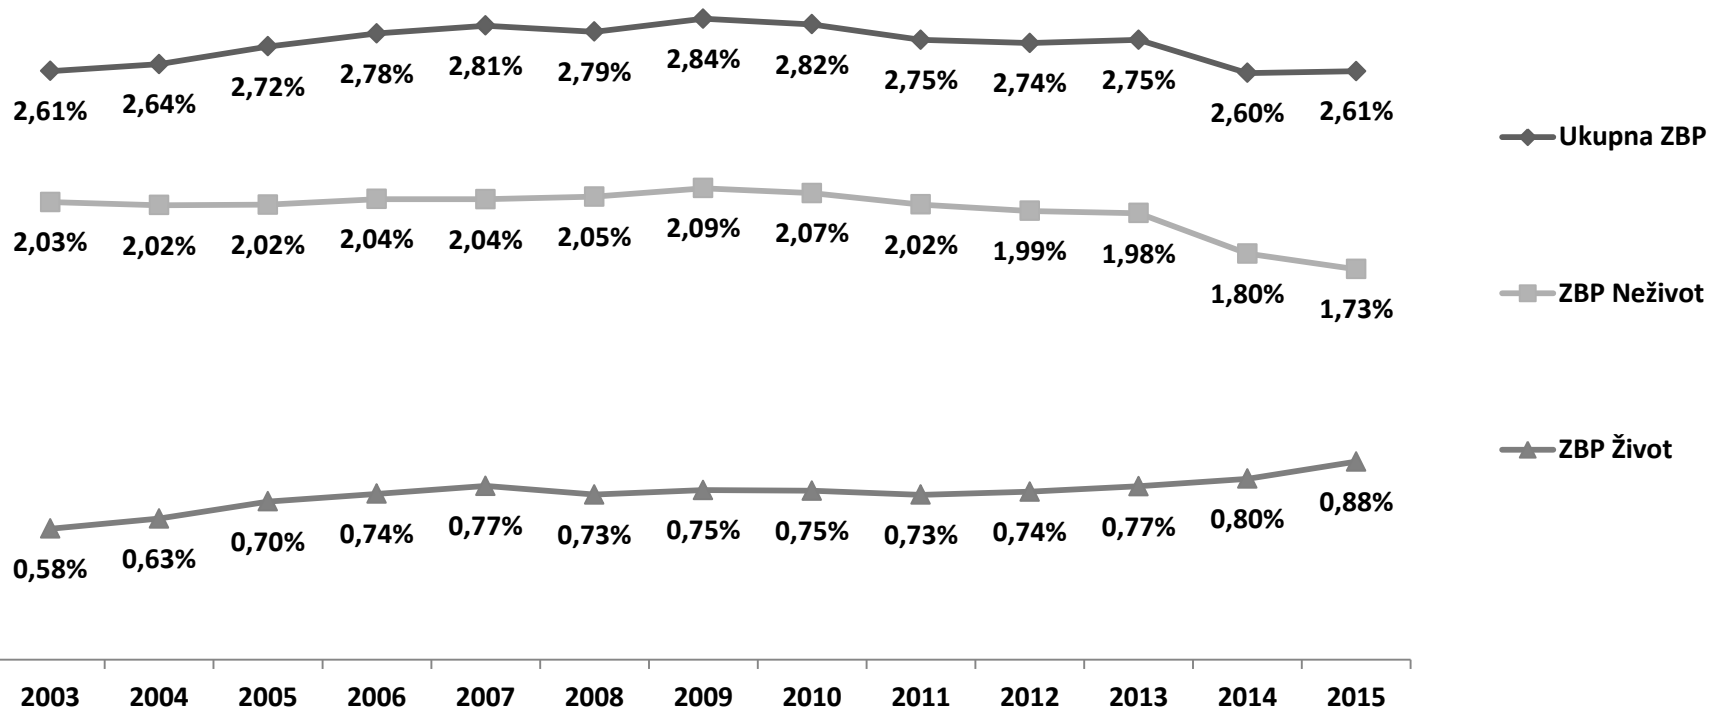 2,61% 2,64% 2,72% 2,78% 2,81% 2,79% 2,84% 2,82% 2,75% 2,74% 2,75% 2,60% 2,61%
Ukupna ZBP
2,03% 2,02% 2,02% 2,04% 2,04% 2,05% 2,09% 2,07% 2,02% 1,99% 1,98% 1,80% 1,73%
ZBP Neživot
ZBP Život
0,58% 0,63% 0,70% 0,74% 0,77% 0,73% 0,75% 0,75% 0,73% 0,74% 0,77% 0,80% 0,88%
2003 2004 2005 2006 2007 2008 2009 2010 2011 2012 2013 2014 2015